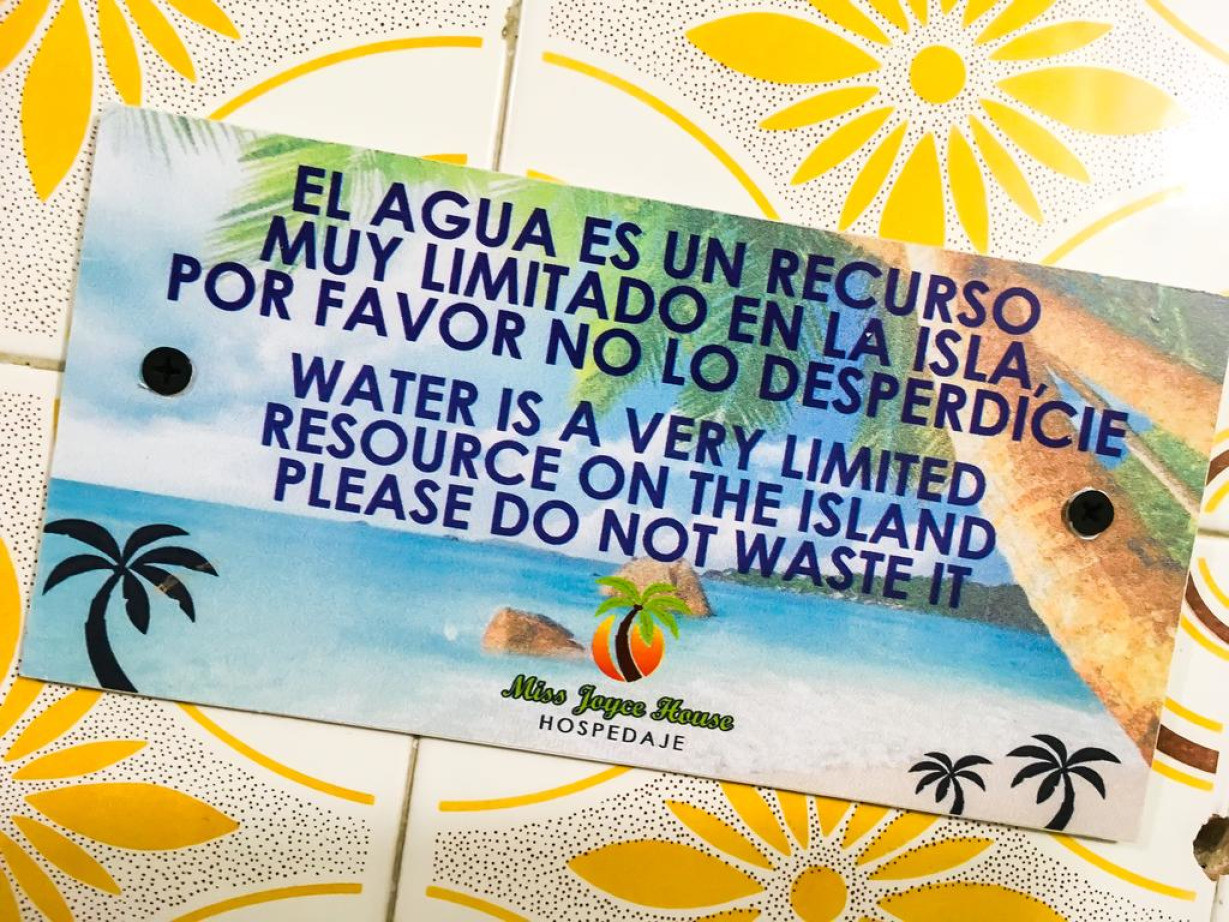 EL AGUA ES UN RECURSO
MUY LIMITADO EN LA ISLA,
POR FAVOR NO LO DESPERDÍCIE
WATER IS A VERY LIMITED
RESOURCE ON THE ISLAND
PLEASE DO NOT WASTE IT
Miss Joyce House
HOSPEDAJE